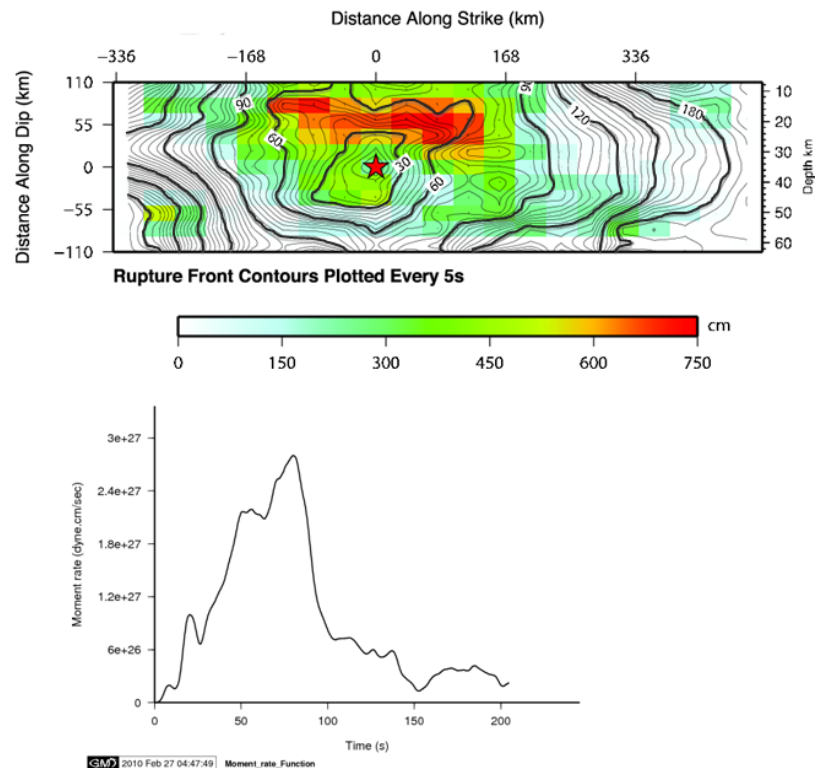 Distance Along Strike (km)
−336 −168 0 168 336
Distance Along Dip (km)
110
55
0
−55
−110
10
20
30
40
50
60
Depth km
90
60
30
60
90
120
180
Rupture Front Contours Plotted Every 5s
cm
0 150 300 450 600 750
Moment rate (dyne.cm/sec)
3e+27
2.4e+27
1.8e+27
1.2e+27
6e+26
0
0 50 100 150 200
Time (s)
GMD 2010 Feb 27 04:47:49 Moment_rate_Function